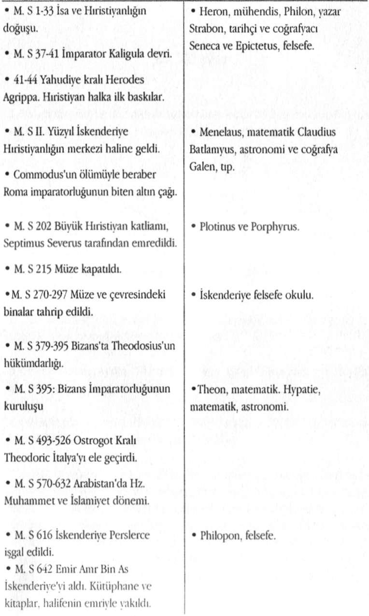 • M. S 1-33 İsa ve Hıristiyanlığın
doğuşu.
• M. S 37-41 İmparator Kaligula devri.
• 41-44 Yahudiye kralı Herodes
Agrippa. Hıristiyan halka ilk baskılar.
• M. S II. Yüzyıl İskenderiye
Hıristiyanlığın merkezi haline geldi.
• Commodus'un ölümüyle beraber
Roma imparatorluğunun biten altın çağı.
• M. S 202 Büyük Hıristiyan katliamı,
Septimus Severus tarafından emredildi.
• M. S 215 Müze kapatıldı.
• M. S 270-297 Müze ve çevresindeki
binalar tahrip edildi.
• M. S 379-395 Bizans'ta Theodosius'un
hükümdarlığı.
• M. S 395: Bizans İmparatorluğunun
kuruluşu
• M. S 493-526 Ostrogot Kralı
Theodoric İtalya'yı ele geçirdi.
• M. S 570-632 Arabistan'da Hz.
Muhammet ve İslamiyet dönemi.
• M. S 616 İskenderiye Perslerce
işgal edildi.
• M. S 642 Emir Amr Bin As
İskenderiye'yi aldı. Kütüphane ve
kitaplar, halifenin emriyle yakıldı.
• Heron, mühendis, Philon, yazar
Strabon, tarihçi ve coğrafyacı
Seneca ve Epictetus, felsefe.
• Menelaus, matematik Claudius
Batlamyus, astronomi ve coğrafya
Galen, tıp.
• Plotinus ve Porphyrus.
• İskenderiye felsefe okulu.
• Theon, matematik. Hypatie,
matematik, astronomi.
• Philopon, felsefe.